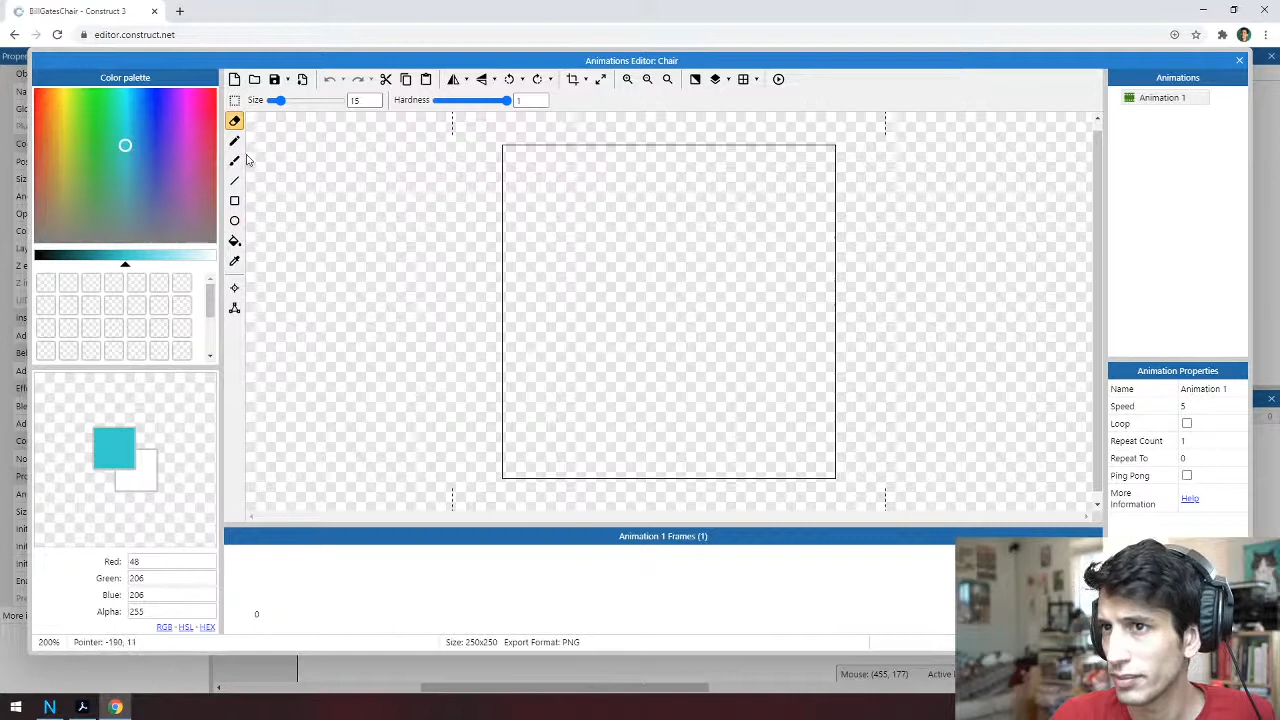 BillGatesChair - Construct 3
editor.construct.net
Animations Editor: Chair
Color palette
Size 15 Hardness 1
Animations
Animation 1
Animation Properties
Name Animation 1
Speed 5
Loop
Repeat Count 1
Repeat To 0
Ping Pong
More Information Help
Animation 1 Frames (1)
0
Red: 48
Green: 206
Blue: 206
Alpha: 255
RGB - HSL - HEX
200% Pointer: -190, 11 Size: 250x250 Export Format: PNG
Mouse: (455, 177)